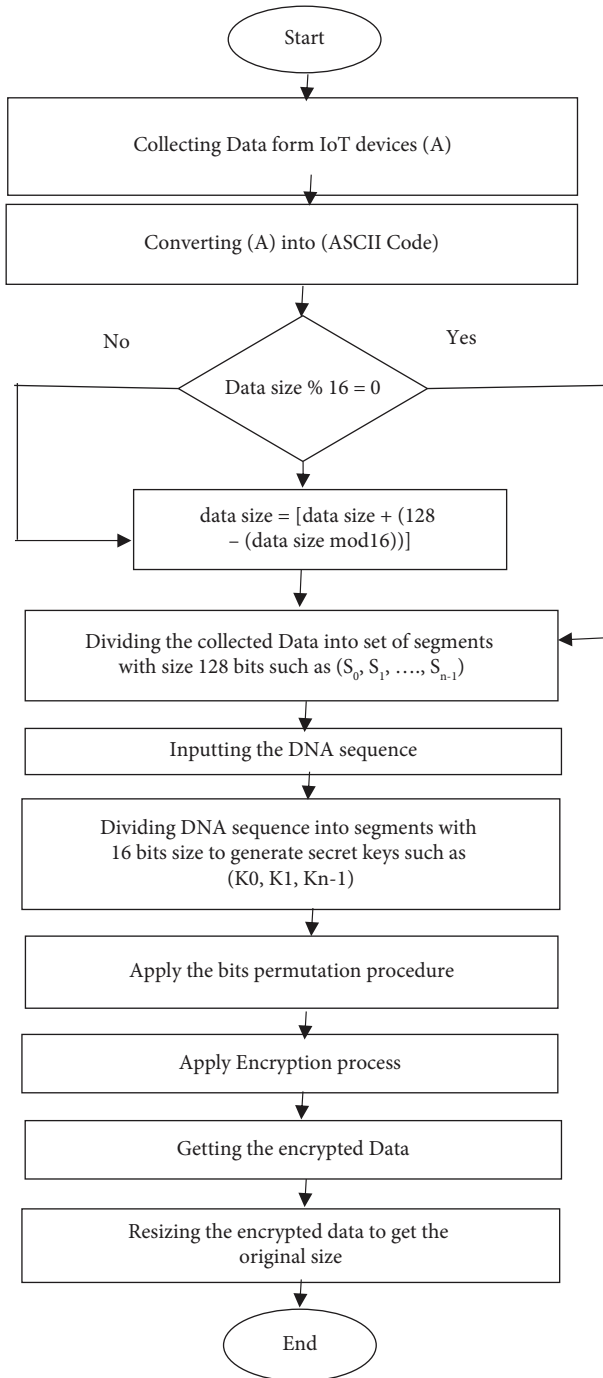 Start
Collecting Data form IoT devices (A)
Converting (A) into (ASCII Code)
No
Yes
Data size % 16 = 0
data size = [data size + (128
– (data size mod16))]
Dividing the collected Data into set of segments
with size 128 bits such as (S0, S1, …., Sn-1)
Inputting the DNA sequence
Dividing DNA sequence into segments with
16 bits size to generate secret keys such as
(K0, K1, Kn-1)
Apply the bits permutation procedure
Apply Encryption process
Getting the encrypted Data
Resizing the encrypted data to get the
original size
End